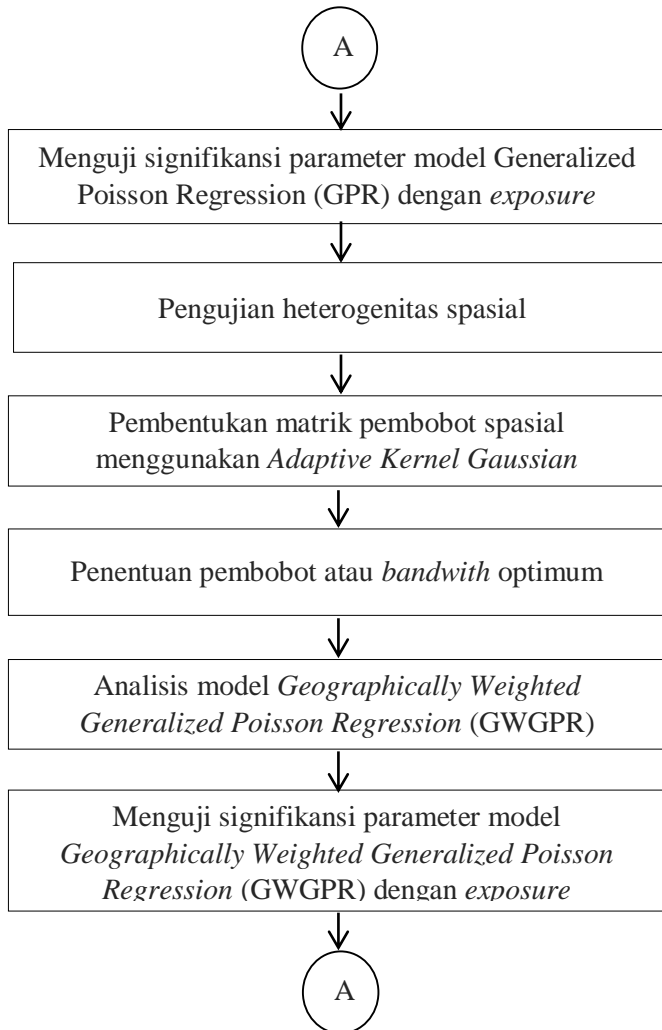 A
Menguji signifikansi parameter model Generalized
Poisson Regression (GPR) dengan exposure
Pengujian heterogenitas spasial
Pembentukan matrik pembobot spasial
menggunakan Adaptive Kernel Gaussian
Penentuan pembobot atau bandwith optimum
Analisis model Geographically Weighted
Generalized Poisson Regression (GWGPR)
Menguji signifikansi parameter model
Geographically Weighted Generalized Poisson
Regression (GWGPR) dengan exposure
A